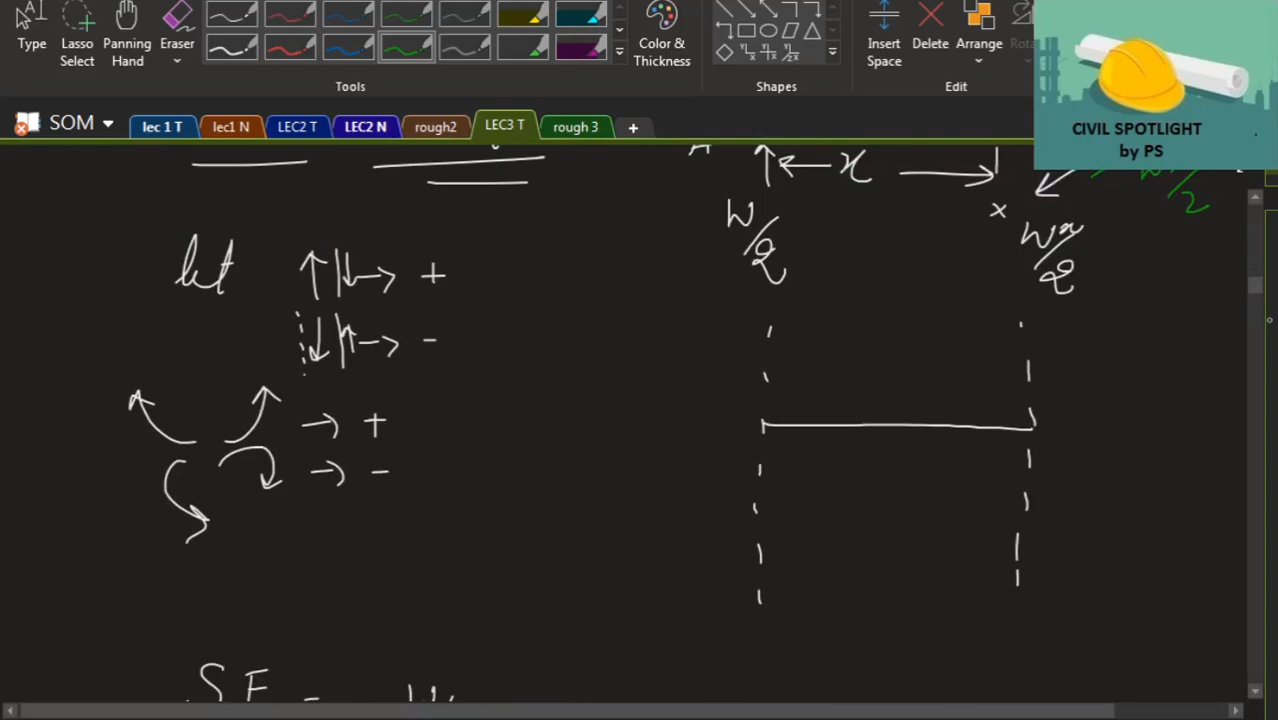 Type
Lasso Select
Panning Hand
Eraser
Color & Thickness
Insert Space
Delete
Arrange
Tools
Shapes
Edit
SOM
lec 1 T
lec1 N
LEC2 T
LEC2 N
rough2
LEC3 T
rough 3
CIVIL SPOTLIGHT
by PS
A
x
x
W/2
Wx/2
let
↑|↓ → +
↓|↑ → -
→ +
→ -
SF =